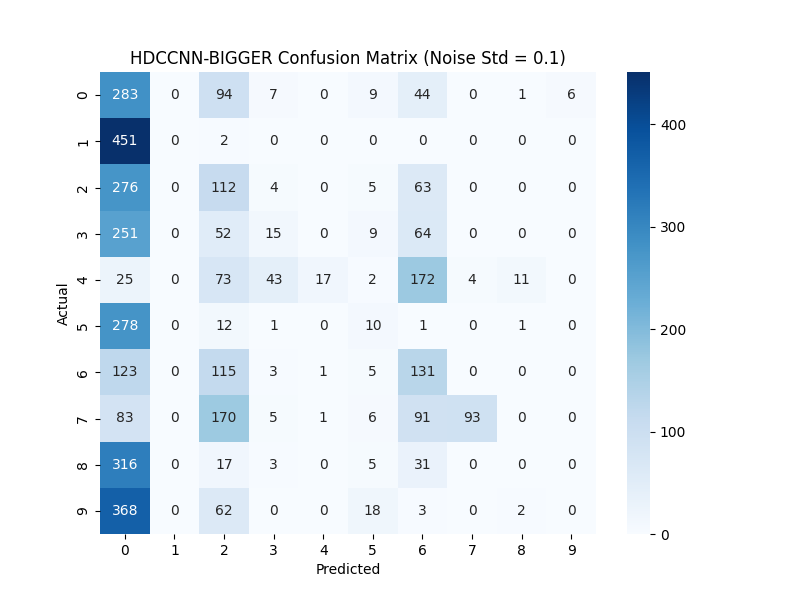 HDCCNN-BIGGER Confusion Matrix (Noise Std = 0.1)
0 283 0 94 7 0 9 44 0 1 6
1 451 0 2 0 0 0 0 0 0 0
2 276 0 112 4 0 5 63 0 0 0
3 251 0 52 15 0 9 64 0 0 0
4 25 0 73 43 17 2 172 4 11 0
5 278 0 12 1 0 10 1 0 1 0
6 123 0 115 3 1 5 131 0 0 0
7 83 0 170 5 1 6 91 93 0 0
8 316 0 17 3 0 5 31 0 0 0
9 368 0 62 0 0 18 3 0 2 0
0 1 2 3 4 5 6 7 8 9
Predicted
Actual
400
300
200
100
0